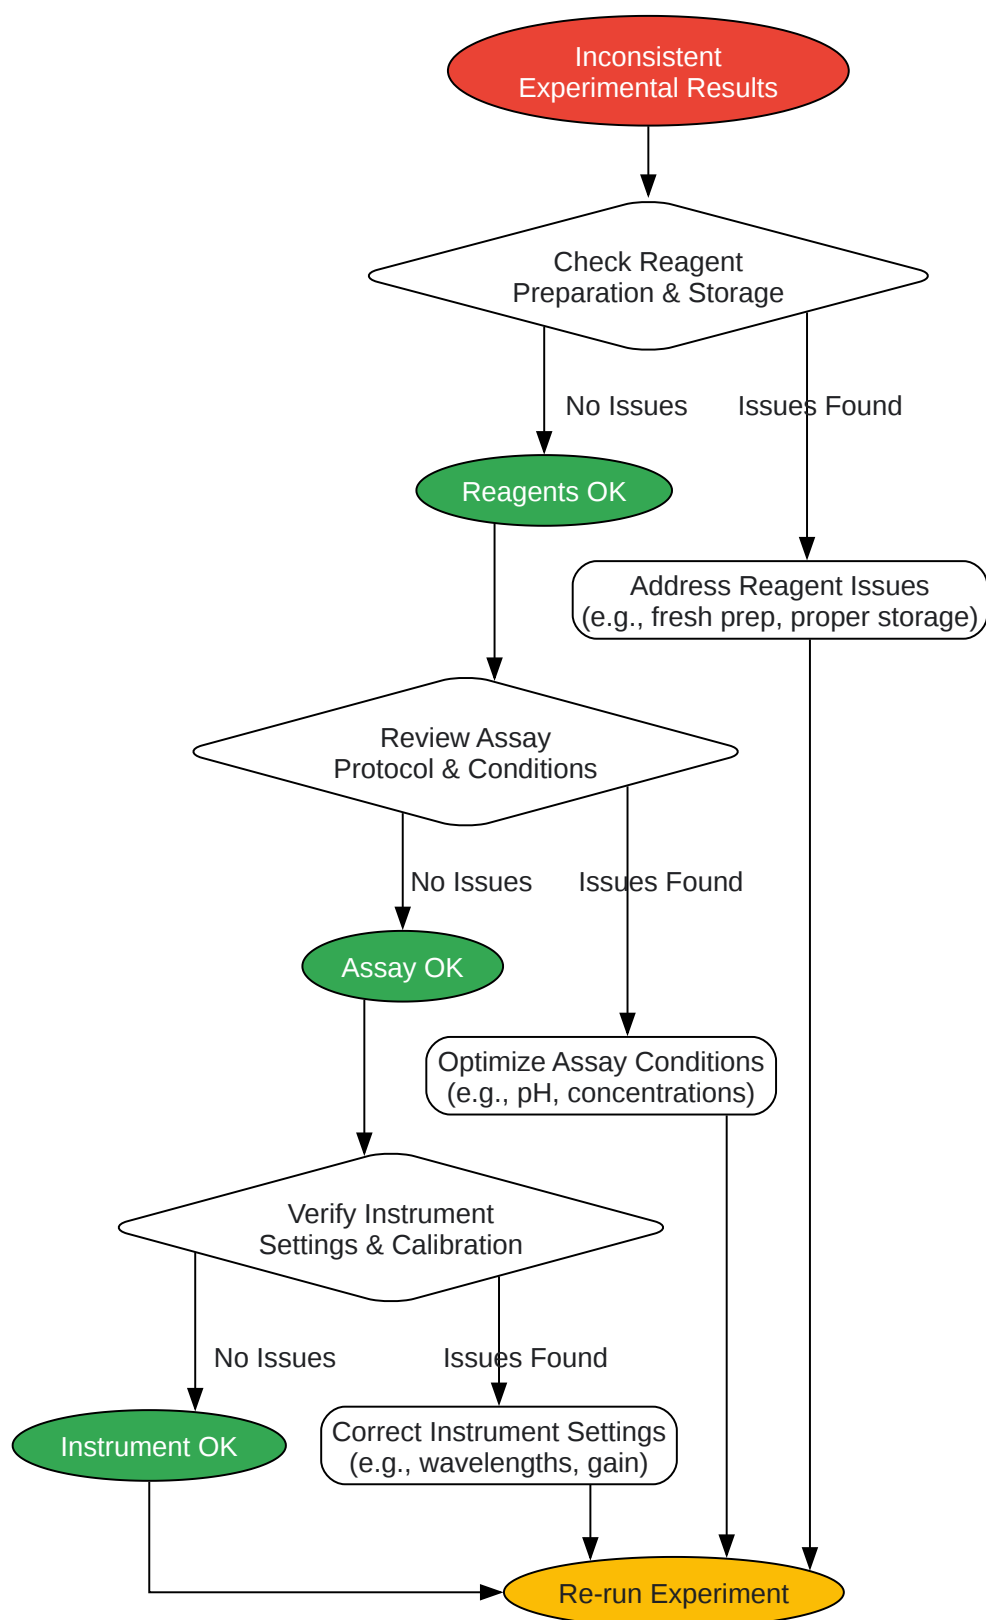 Inconsistent
Experimental Results
Check Reagent
Preparation & Storage
No Issues
Issues Found
Reagents OK
Address Reagent Issues
(e.g., fresh prep, proper storage)
Review Assay
Protocol & Conditions
No Issues
Issues Found
Assay OK
Optimize Assay Conditions
(e.g., pH, concentrations)
Verify Instrument
Settings & Calibration
No Issues
Issues Found
Instrument OK
Correct Instrument Settings
(e.g., wavelengths, gain)
Re-run Experiment